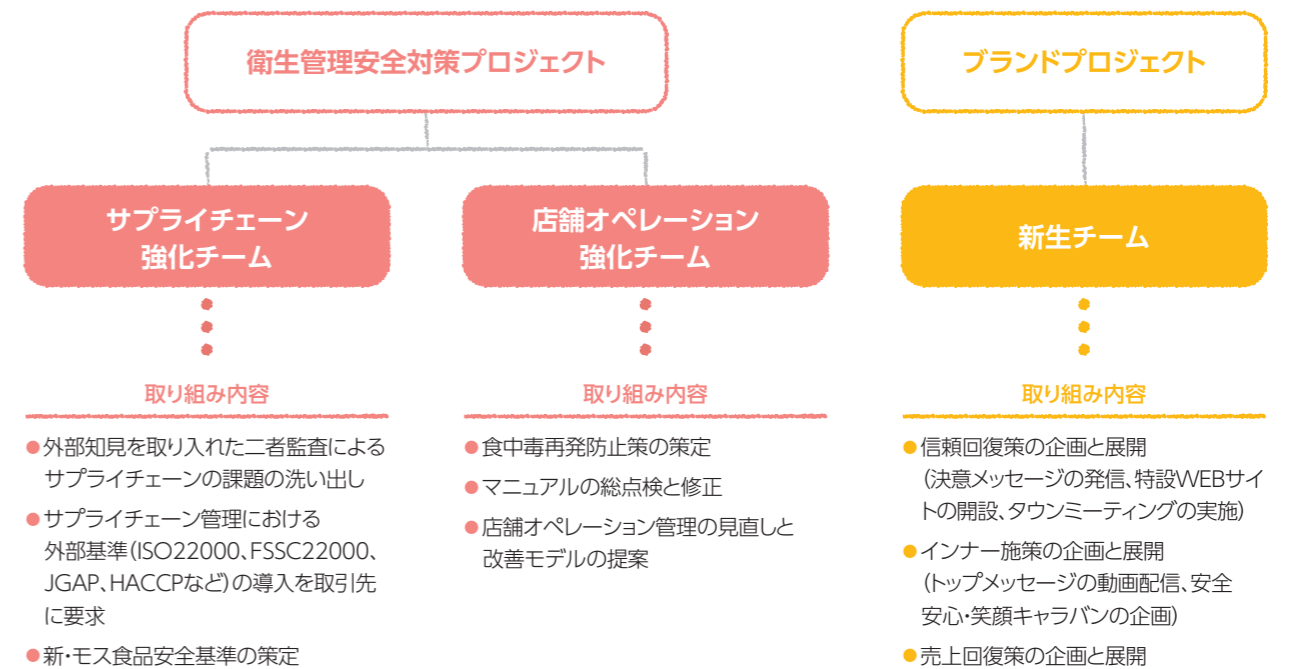 衛生管理安全対策プロジェクト
サプライチェーン
強化チーム
取り組み内容
●外部知見を取り入れた二者監査による
サプライチェーンの課題の洗い出し
●サプライチェーン管理における
外部基準(ISO22000、FSSC22000、
JGAP、HACCPなど)の導入を取引先
に要求
●新・モス食品安全基準の策定
店舗オペレーション
強化チーム
取り組み内容
●食中毒再発防止策の策定
●マニュアルの総点検と修正
●店舗オペレーション管理の見直しと
改善モデルの提案
ブランドプロジェクト
新生チーム
取り組み内容
●信頼回復策の企画と展開
(決意メッセージの発信、特設WEBサイ
トの開設、タウンミーティングの実施)
●インナー施策の企画と展開
(トップメッセージの動画配信、安全
安心・笑顔キャラバンの企画)
●売上回復策の企画と展開